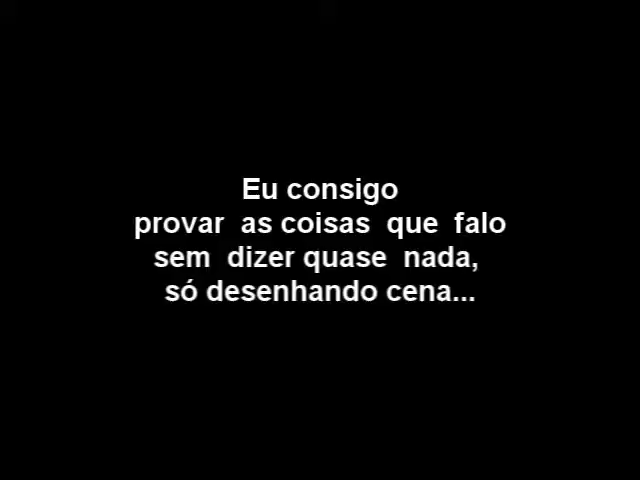 Eu consigo
provar as coisas que falo
sem dizer quase nada,
só desenhando cena...